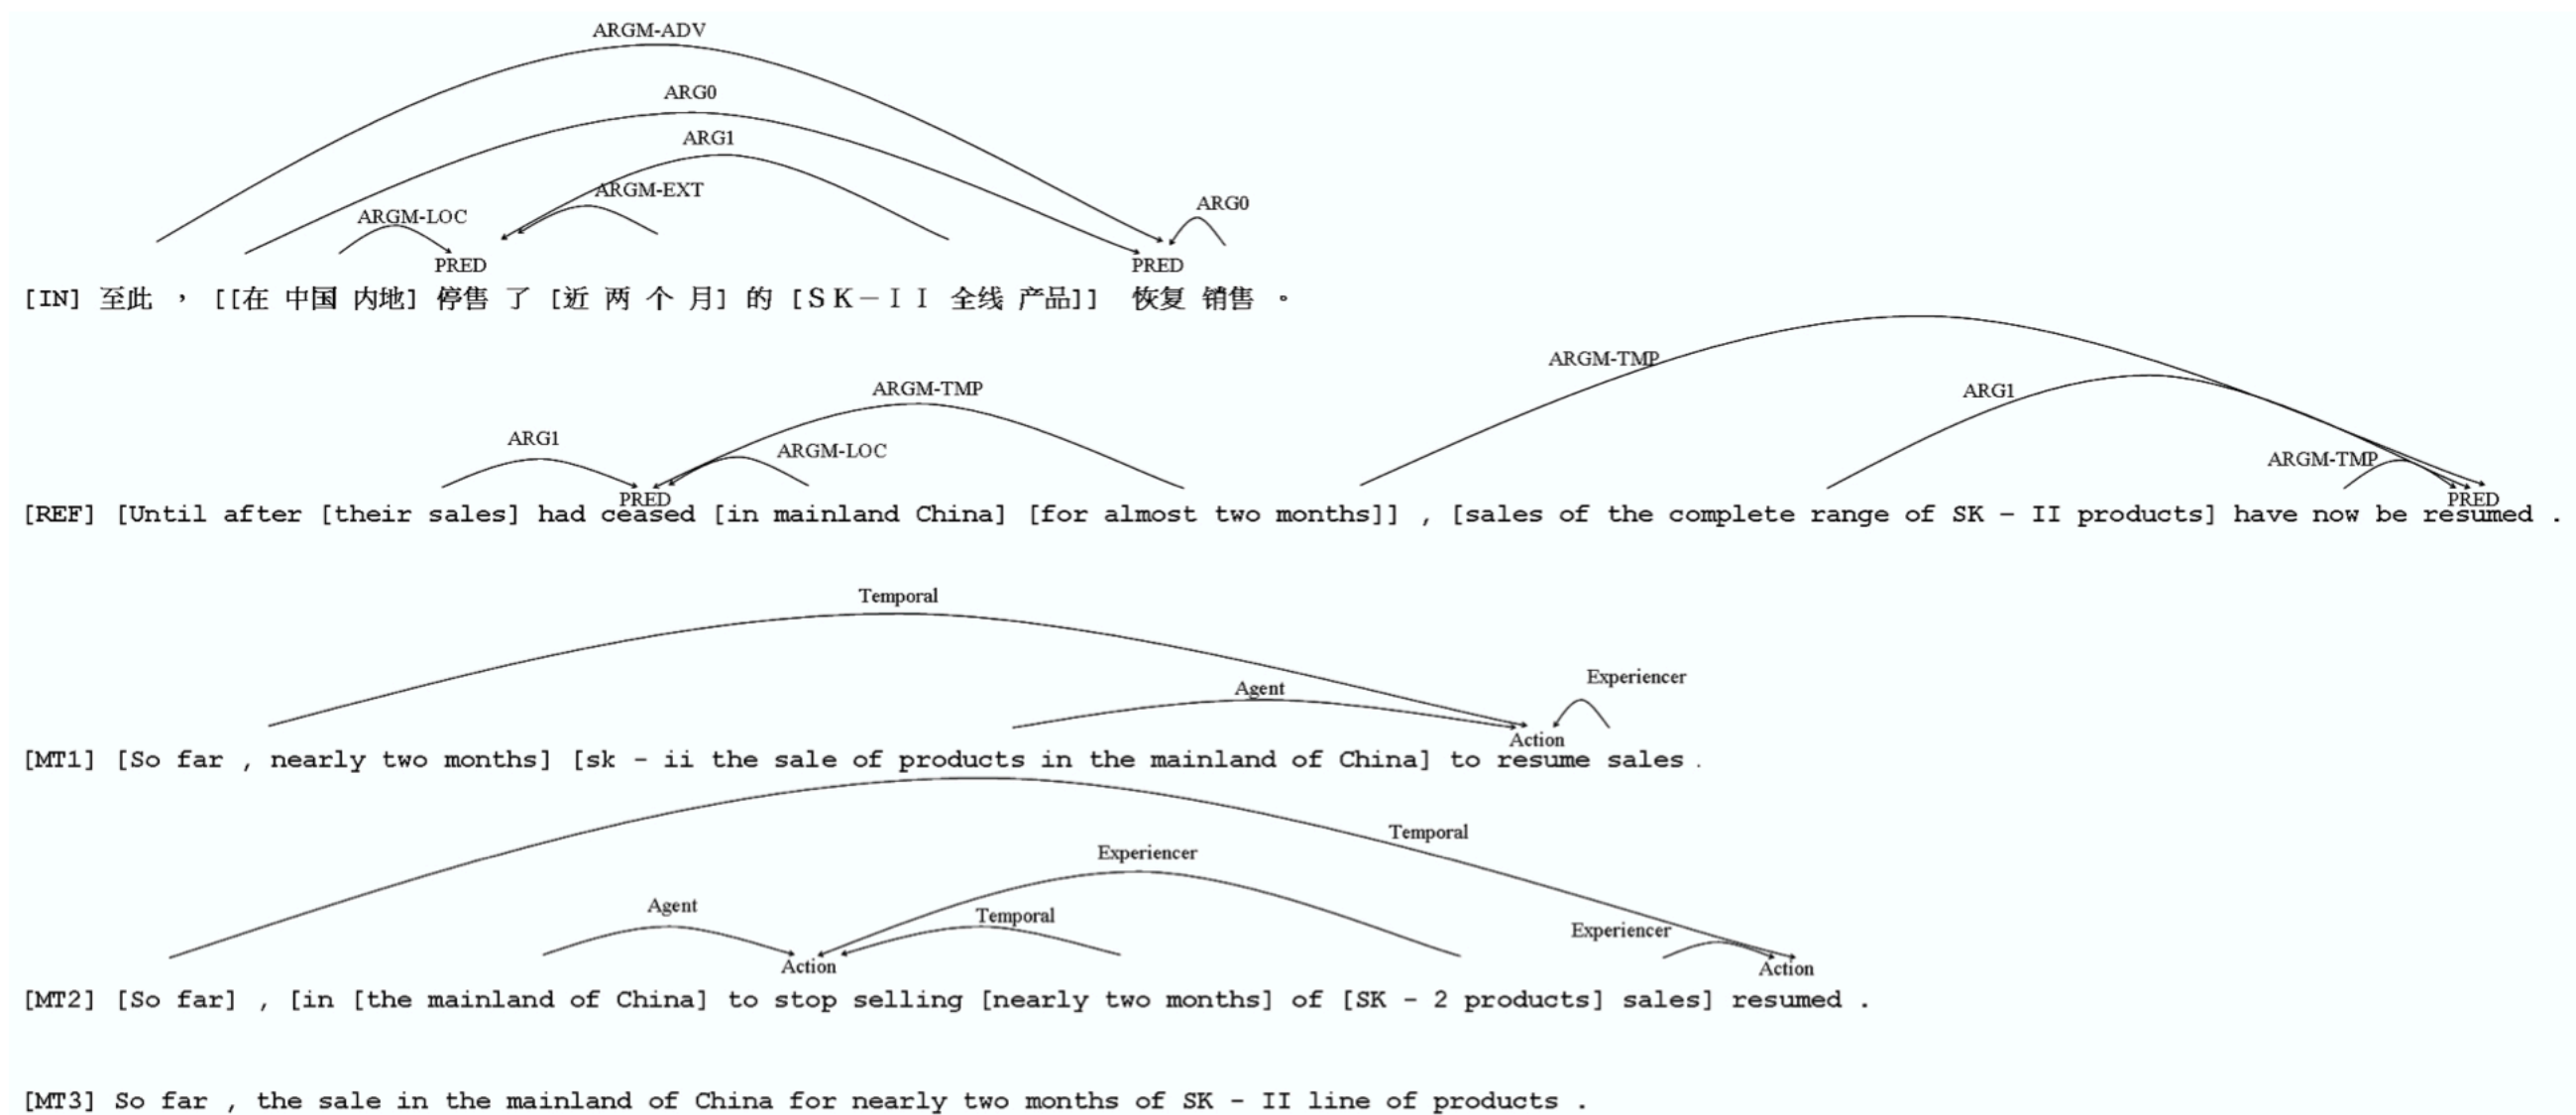 ARGM-ADV
ARG0
ARG1
ARGM-EXT
ARGM-LOC
ARG0
PRED
PRED
[IN] 至此 ， [[在 中国 内地] 停售 了 [近 两 个 月] 的 [ＳＫ－ＩＩ 全线 产品]] 恢复 销售 。
ARGM-TMP
ARGM-TMP
ARG1
ARG1
ARGM-LOC
ARGM-TMP
PRED
PRED
[REF] [Until after [their sales] had ceased [in mainland China] [for almost two months]] , [sales of the complete range of SK – II products] have now be resumed .
Temporal
Experiencer
Agent
Action
[MT1] [So far , nearly two months] [sk - ii the sale of products in the mainland of China] to resume sales .
Temporal
Experiencer
Agent
Temporal
Experiencer
Action
Action
[MT2] [So far] , [in [the mainland of China] to stop selling [nearly two months] of [SK - 2 products] sales] resumed .
[MT3] So far , the sale in the mainland of China for nearly two months of SK - II line of products .